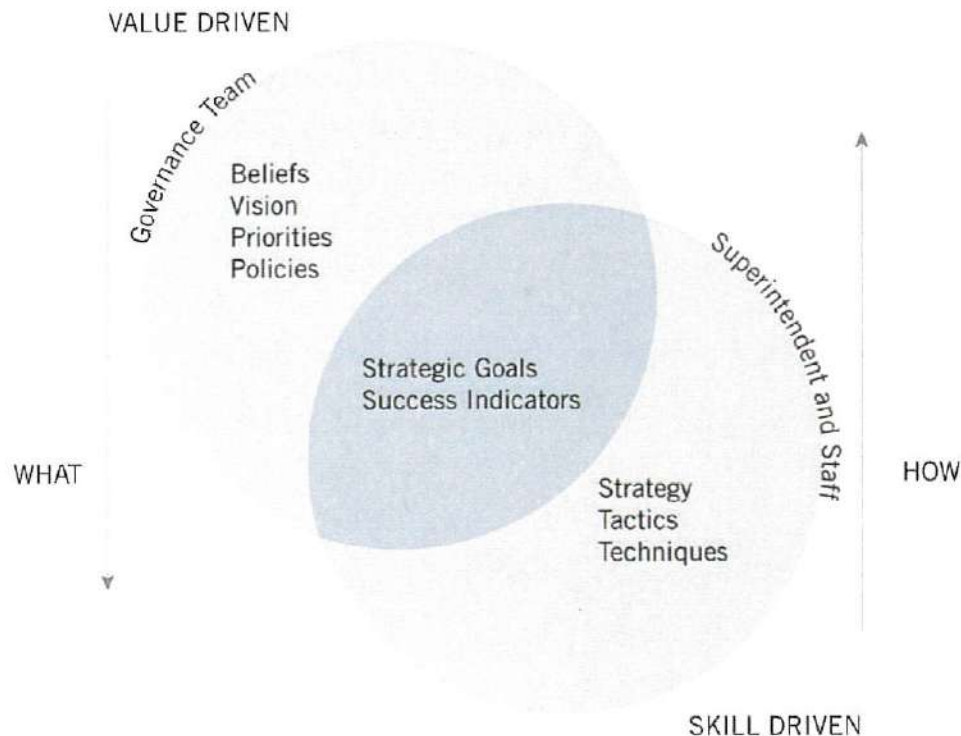 VALUE DRIVEN
Governance Team
Beliefs
Vision
Priorities
Policies
Superintendent and Staff
Strategic Goals
Success Indicators
WHAT
HOW
Strategy
Tactics
Techniques
SKILL DRIVEN